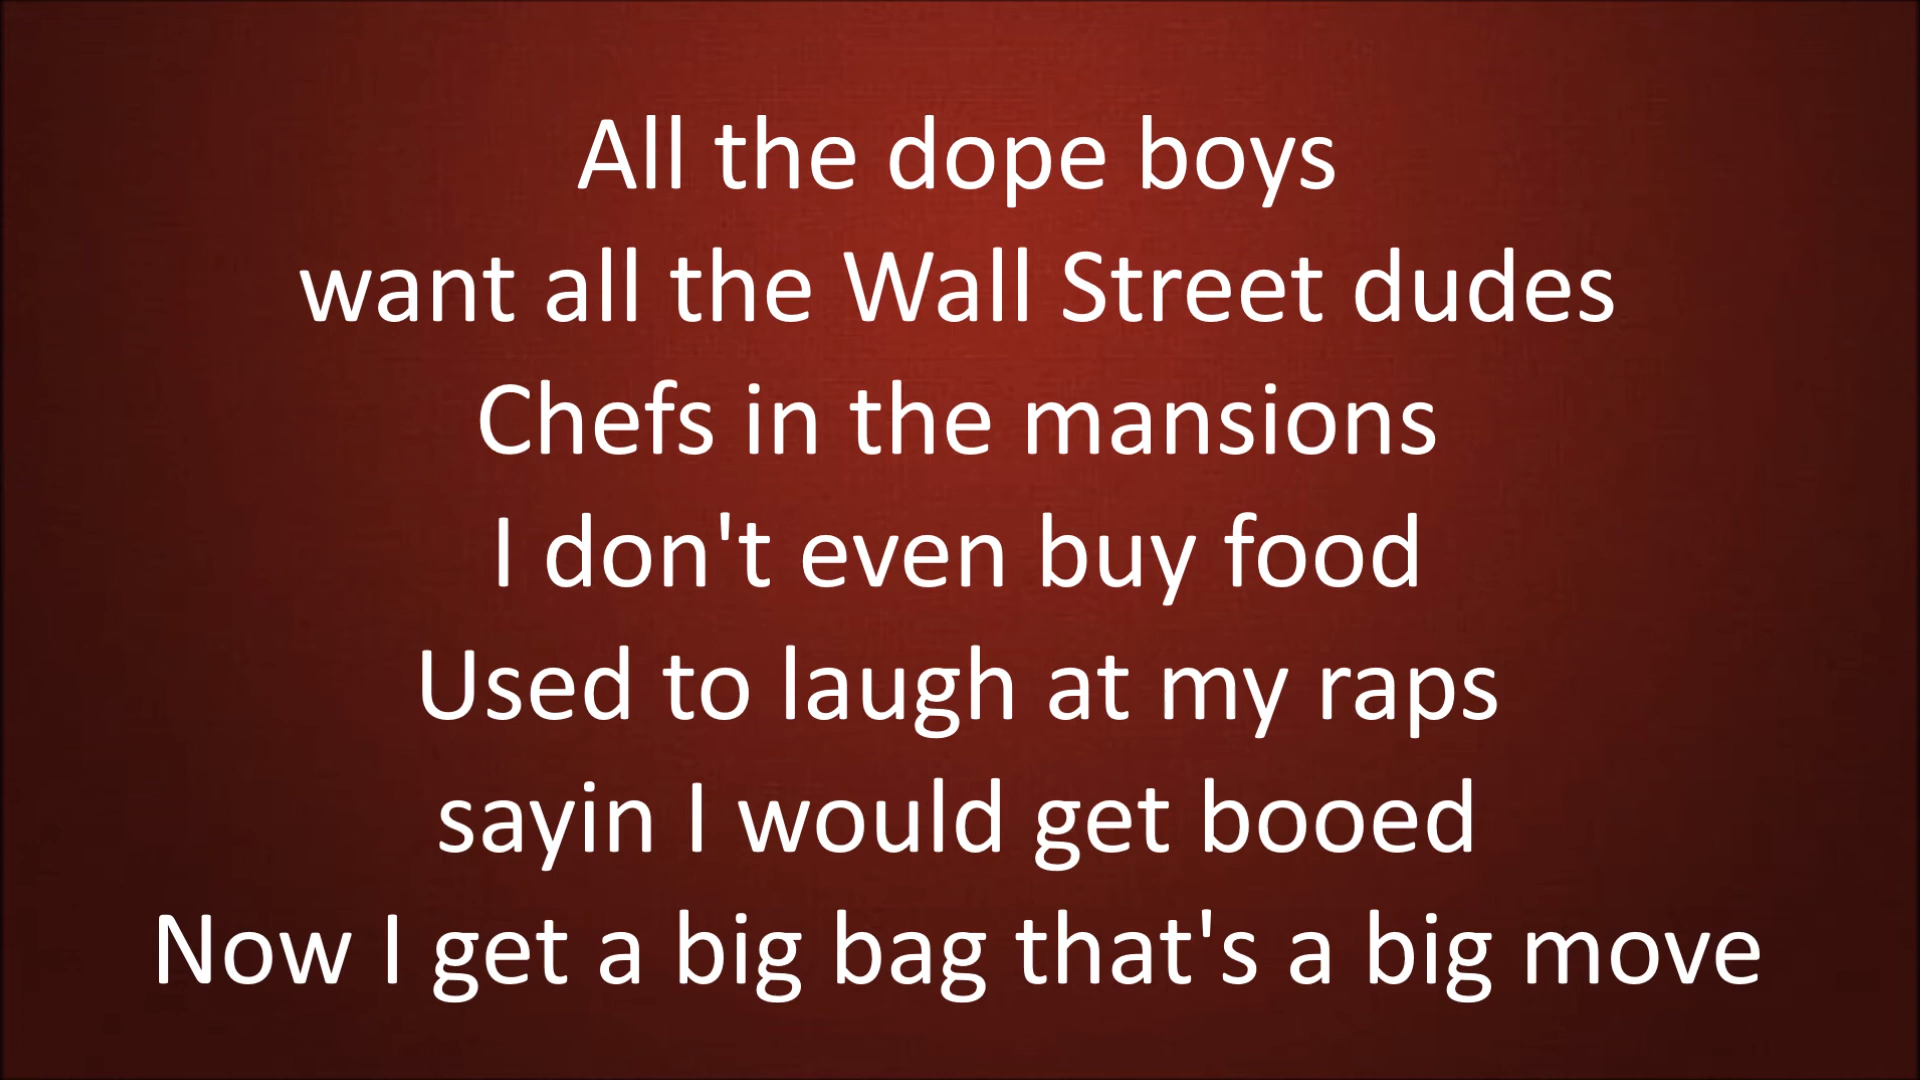 All the dope boys
want all the Wall Street dudes
Chefs in the mansions
I don't even buy food
Used to laugh at my raps
sayin I would get booed
Now I get a big bag that's a big move